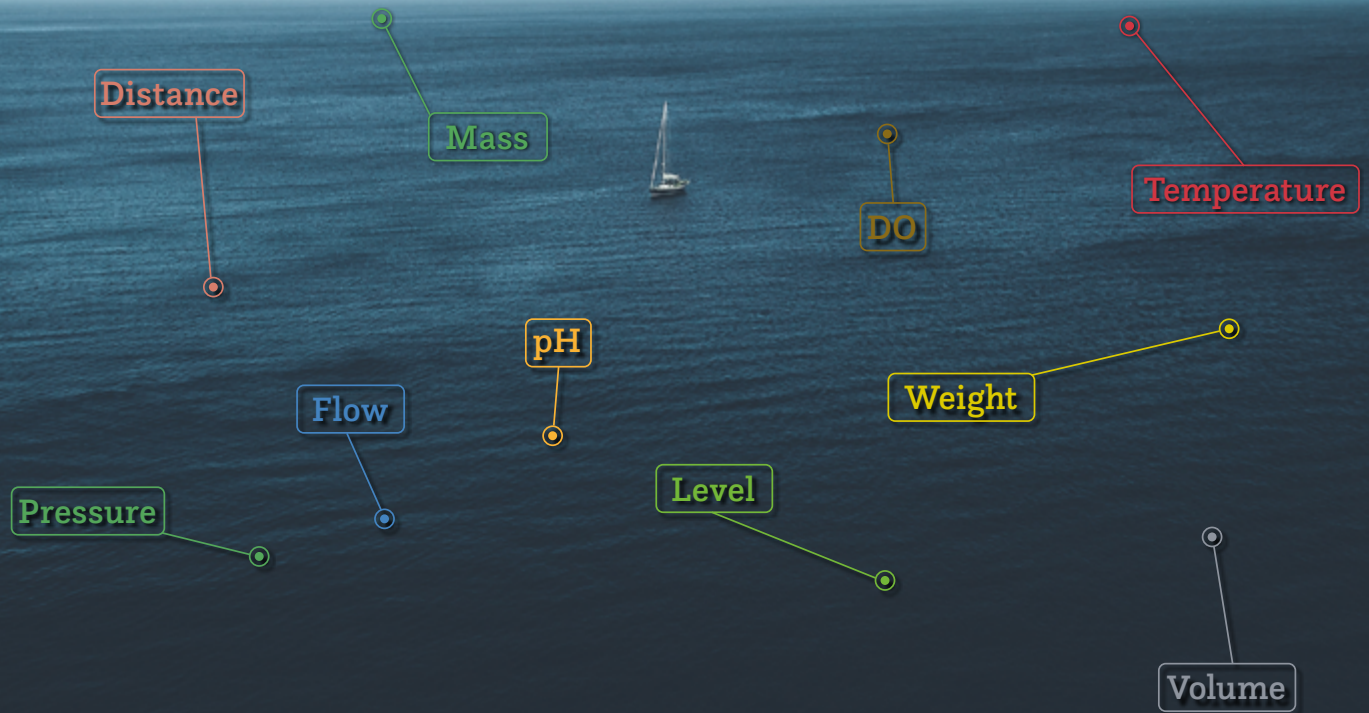 Distance
Mass
Temperature
DO
pH
Weight
Flow
Level
Pressure
Volume